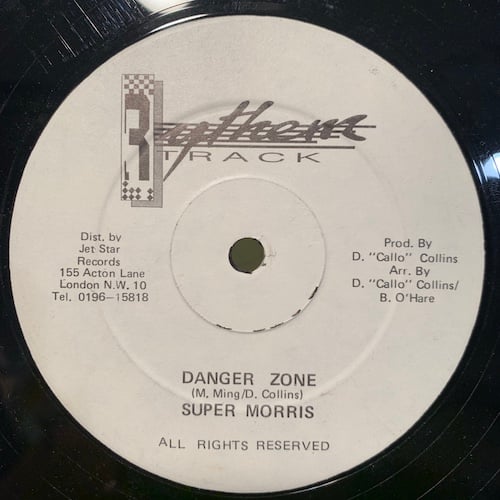 Rythem
TRACK
Dist. by
Jet Star
Records
155 Acton Lane
London N.W. 10
Tel. 0196-15818
Prod. By
D. "Callo" Collins
Arr. By
D. "Callo" Collins/
B. O'Hare
DANGER ZONE
(M. Ming/D. Collins)
SUPER MORRIS
ALL RIGHTS RESERVED